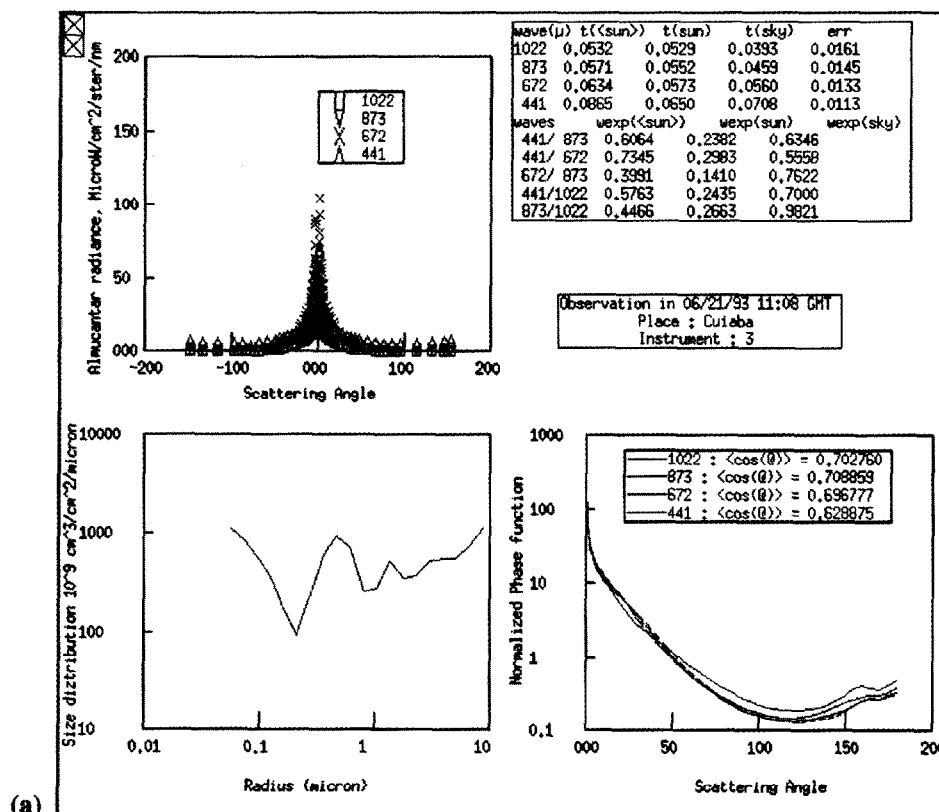 wave(μ) t(<sun>) t(sun) t(sky) err
1022 0.0532 0.0529 0.0393 0.0161
873 0.0571 0.0552 0.0459 0.0145
672 0.0634 0.0573 0.0560 0.0133
441 0.0865 0.0650 0.0708 0.0113
waves wexp(<sun>) wexp(sun) wexp(sky)
441/ 873 0.6064 0.2382 0.6346
441/ 672 0.7345 0.2983 0.5558
672/ 873 0.3991 0.1410 0.7622
441/1022 0.5763 0.2435 0.7000
873/1022 0.4466 0.2663 0.9821
Almucantar radiance, MicroW/cm^2/ster/nm
200
150
100
50
000
-200 -100 000 100 200
Scattering Angle
1022
873
672
441
Observation in 06/21/93 11:08 GMT
Place : Cuiaba
Instrument : 3
Size diztribution 10^9 cm^3/cm^2/micron
10000
1000
100
10
0.01 0.1 1 10
Radius (micron)
Normalized Phase function
1000
100
10
1
0.1
000 50 100 150 200
Scattering Angle
1022 : <cos(@)> = 0.702760
873 : <cos(@)> = 0.708859
672 : <cos(@)> = 0.696777
441 : <cos(@)> = 0.628875
(a)